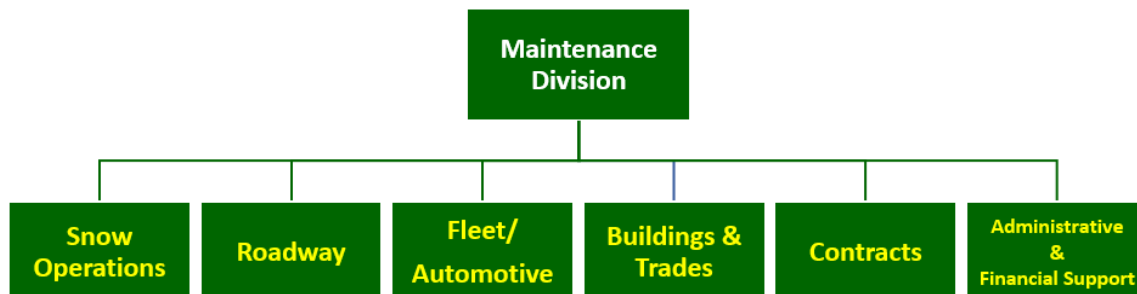 Maintenance
Division
Snow
Operations
Roadway
Fleet/
Automotive
Buildings &
Trades
Contracts
Administrative
&
Financial Support